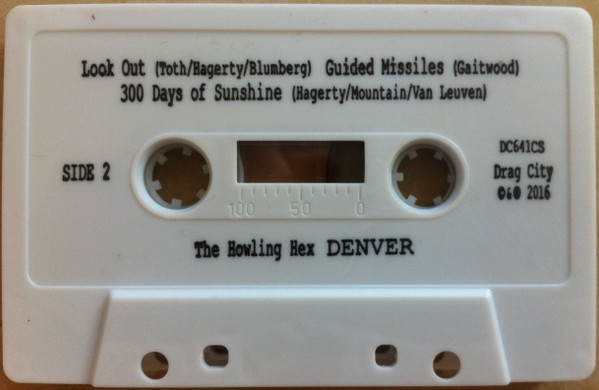 Look Out (Toth/Hagerty/Blumberg) Guided Missiles (Gaitwood)
300 Days of Sunshine (Hagerty/Mountain/Van Leuven)
SIDE 2
DC641CS
Drag City
©&℗ 2016
100 50 0
The Howling Hex DENVER